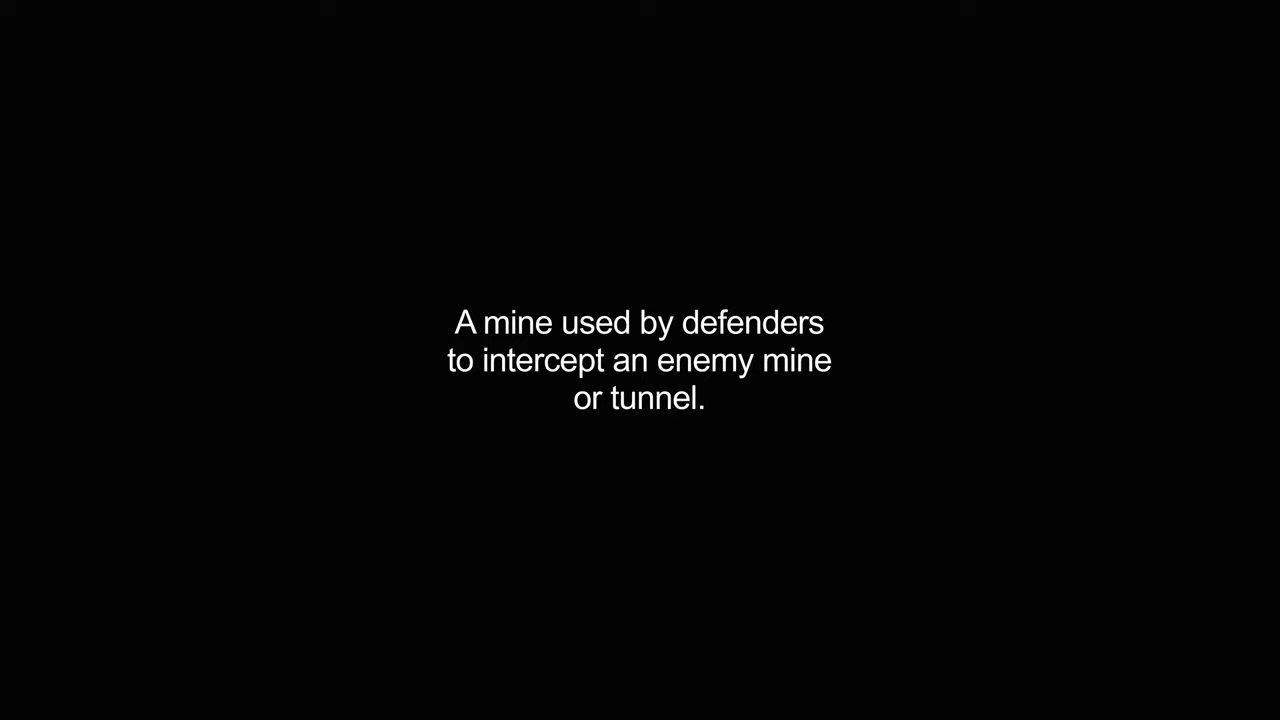 A mine used by defenders
to intercept an enemy mine
or tunnel.